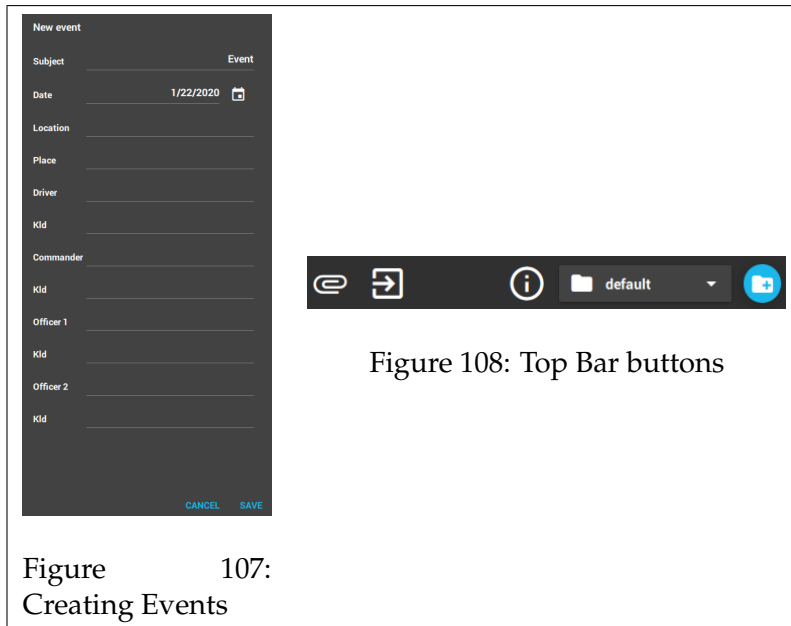 New event
Subject Event
Date 1/22/2020
Location
Place
Driver
Kld
Commander
Kld
Officer 1
Kld
Officer 2
Kld
CANCEL SAVE
Figure 107:
Creating Events
default
Figure 108: Top Bar buttons